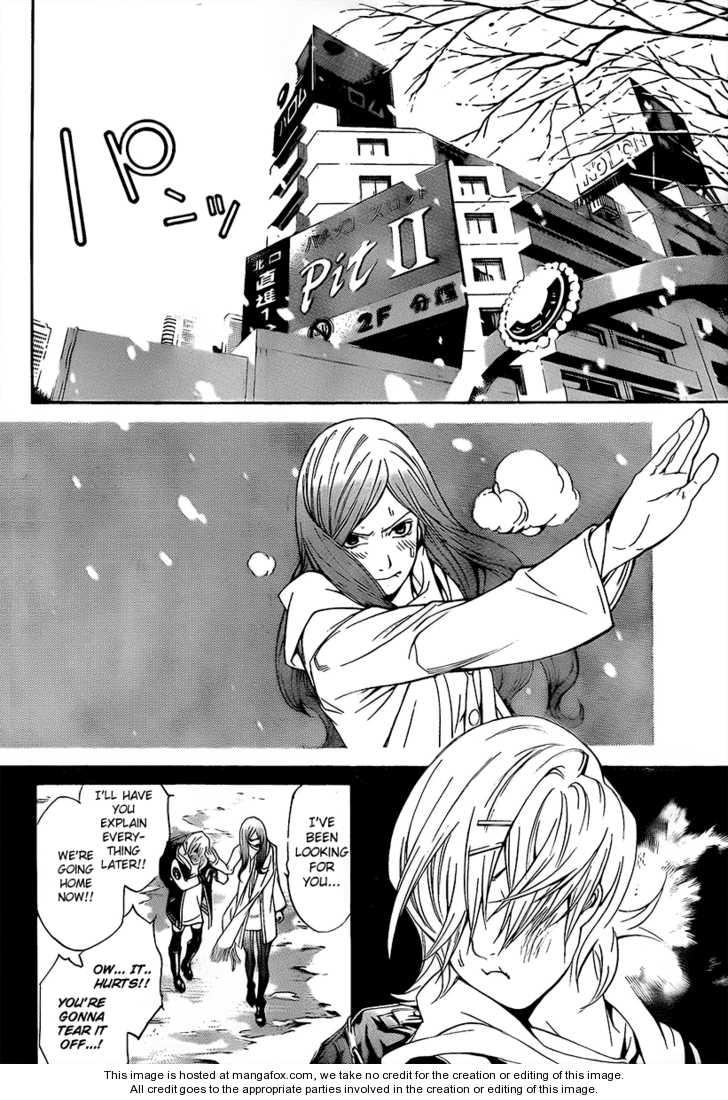 ハロム
パァンッ
パチンコ スロット
Pit II
北口
直進
2F
I'VE
BEEN
LOOKING
FOR
YOU...
I'LL HAVE
YOU
EXPLAIN
EVERY-
THING
LATER!!
WE'RE
GOING
HOME
NOW!!
OW... IT..
HURTS!!
YOU'RE
GONNA
TEAR IT
OFF...!
This image is hosted at mangafox.com, we take no credit for the creation or editing of this image.
All credit goes to the appropriate parties involved in the creation or editing of this image.